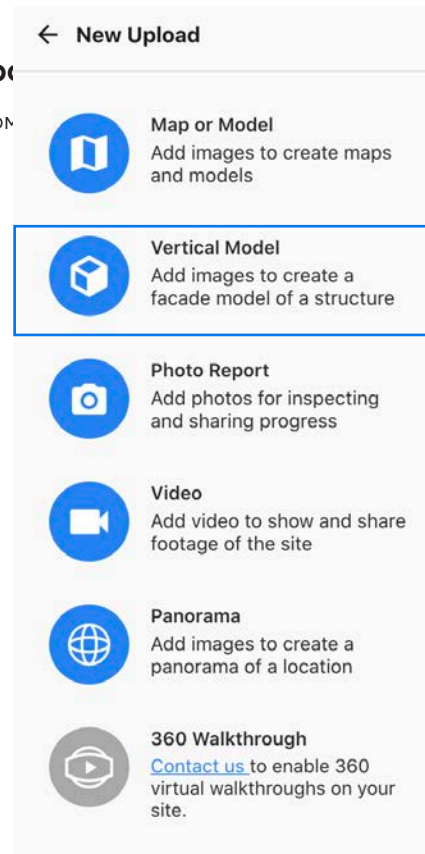 New Upload
Map or Model
Add images to create maps
and models
Vertical Model
Add images to create a
facade model of a structure
Photo Report
Add photos for inspecting
and sharing progress
Video
Add video to show and share
footage of the site
Panorama
Add images to create a
panorama of a location
360 Walkthrough
Contact us to enable 360
virtual walkthroughs on your
site.